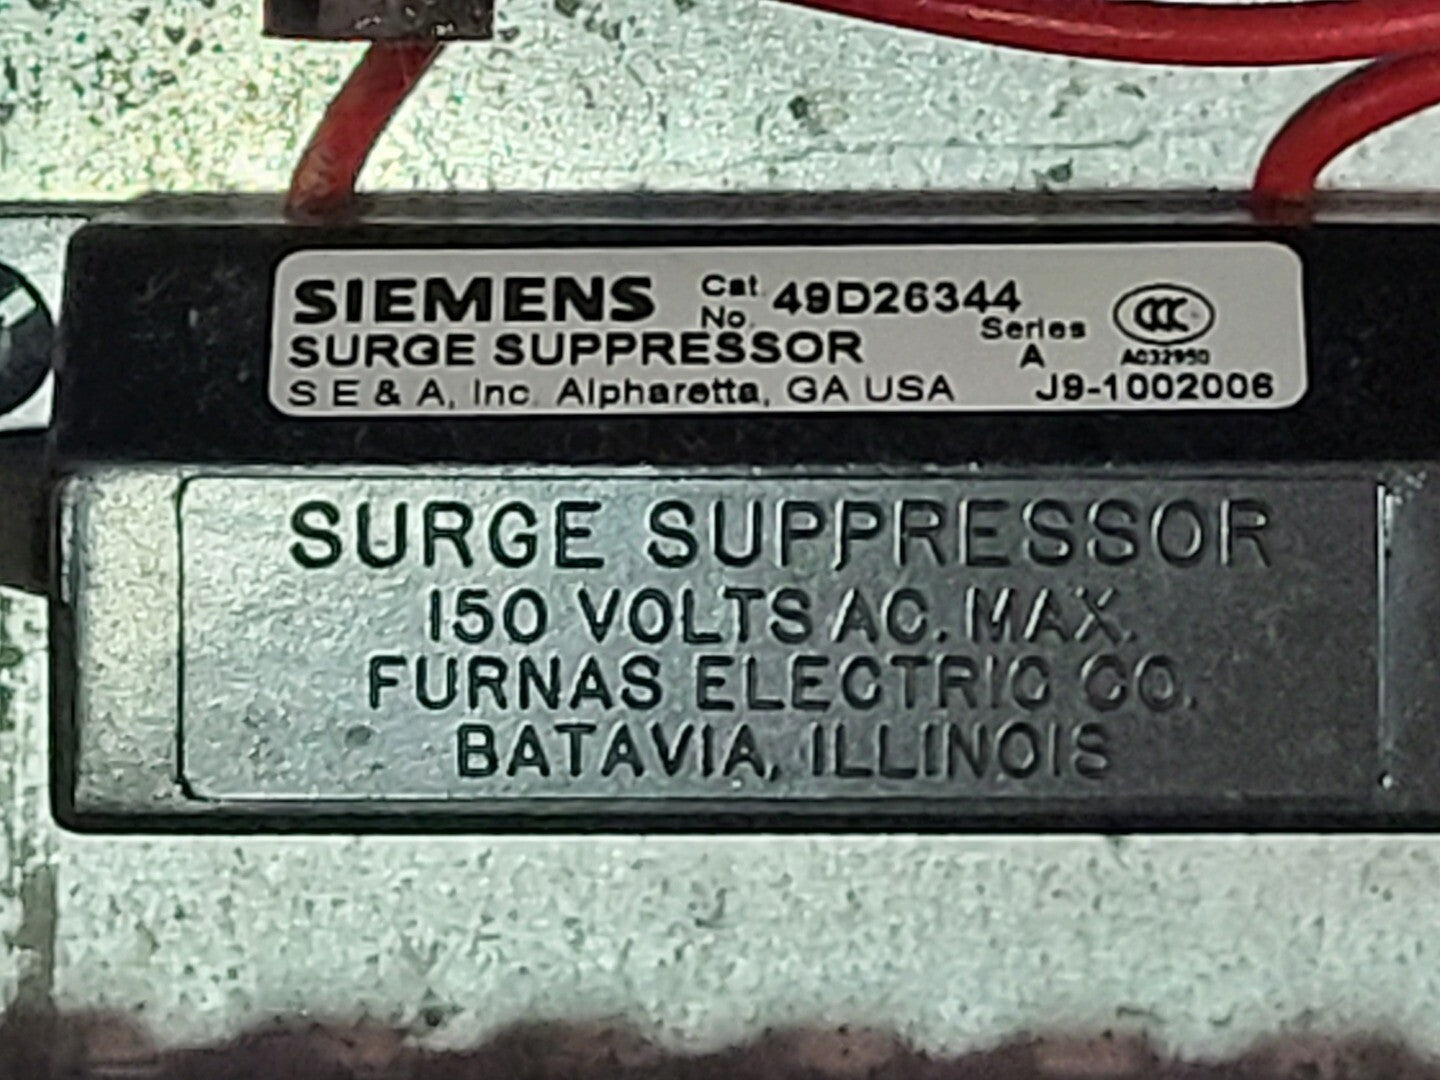 SIEMENS Cat No. 49D26344
SURGE SUPPRESSOR Series A
CCC
A032950
S E & A, Inc. Alpharetta, GA USA J9-1002006
SURGE SUPPRESSOR
150 VOLTS AC. MAX.
FURNAS ELECTRIC CO.
BATAVIA, ILLINOIS